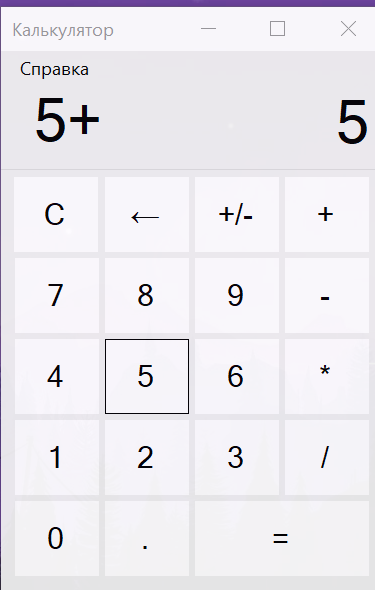 Калькулятор
Справка
5+ 5
C ← +/- +
7 8 9 -
4 5 6 *
1 2 3 /
0 . =